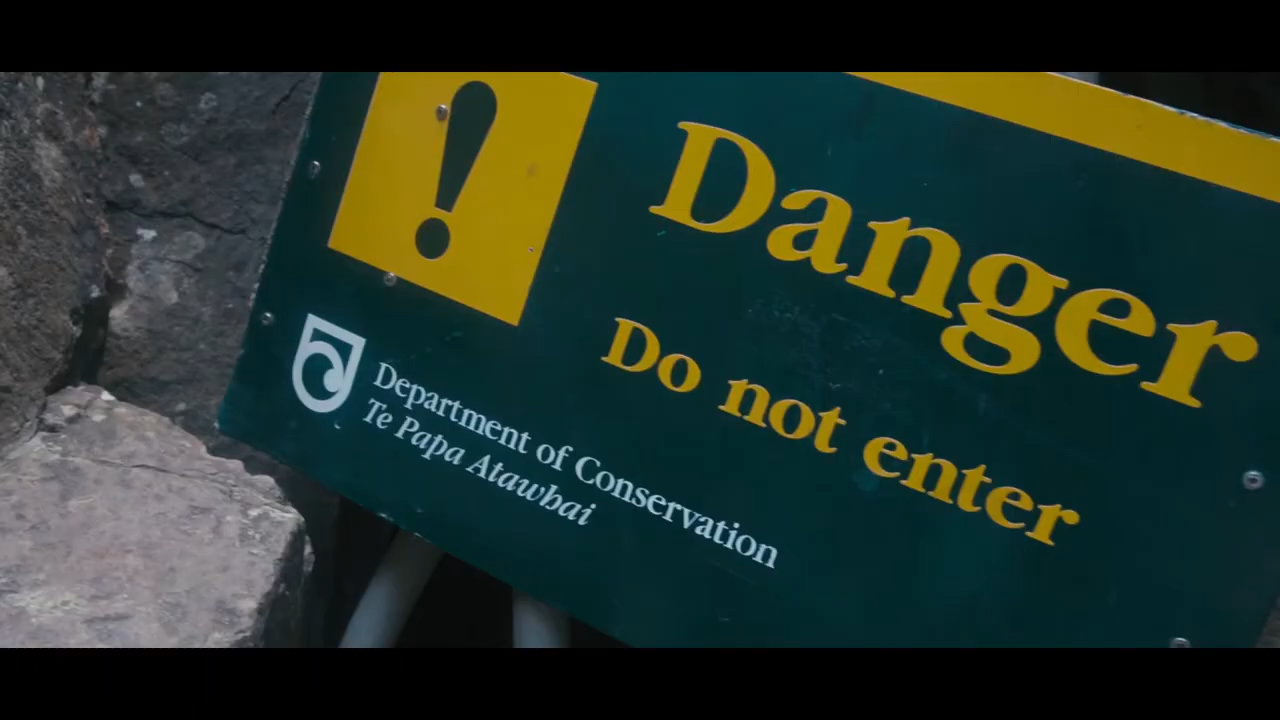 !
Danger
Do not enter
Department of Conservation
Te Papa Atawhai